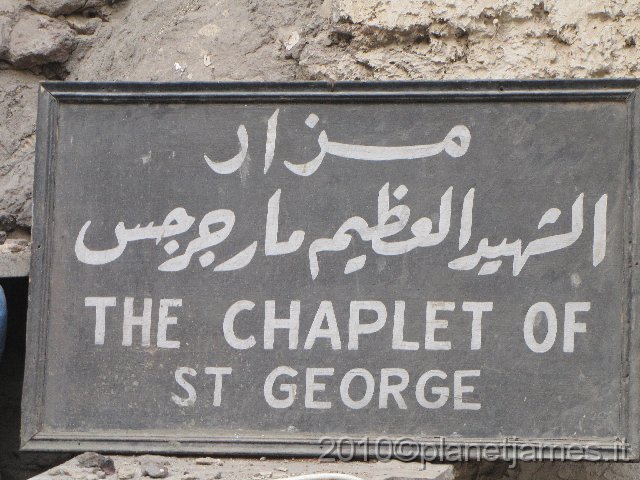 مزار
الشهيد العظيم مارجرجس
THE CHAPLET OF
ST GEORGE
2010©planetjames.it